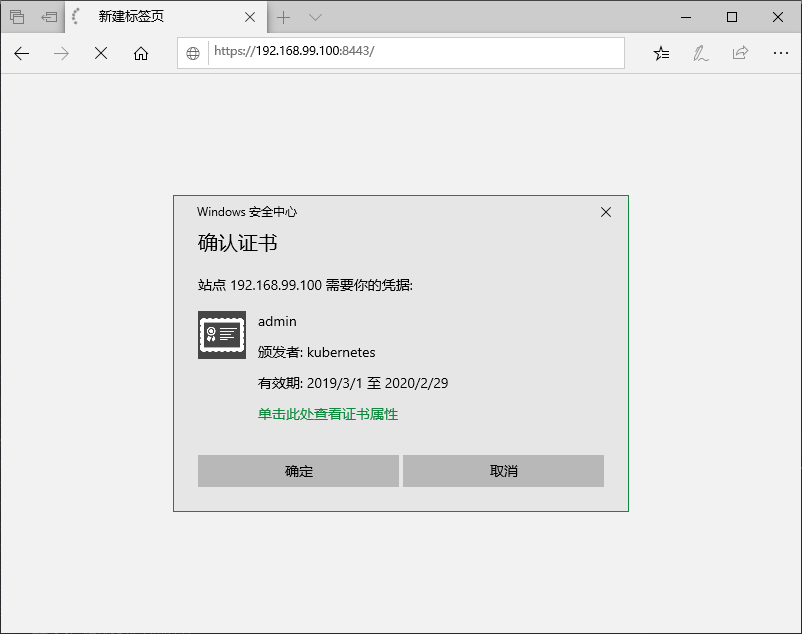 新建标签页
https://192.168.99.100:8443/
Windows 安全中心
确认证书
站点 192.168.99.100 需要你的凭据:
admin
颁发者: kubernetes
有效期: 2019/3/1 至 2020/2/29
单击此处查看证书属性
确定
取消